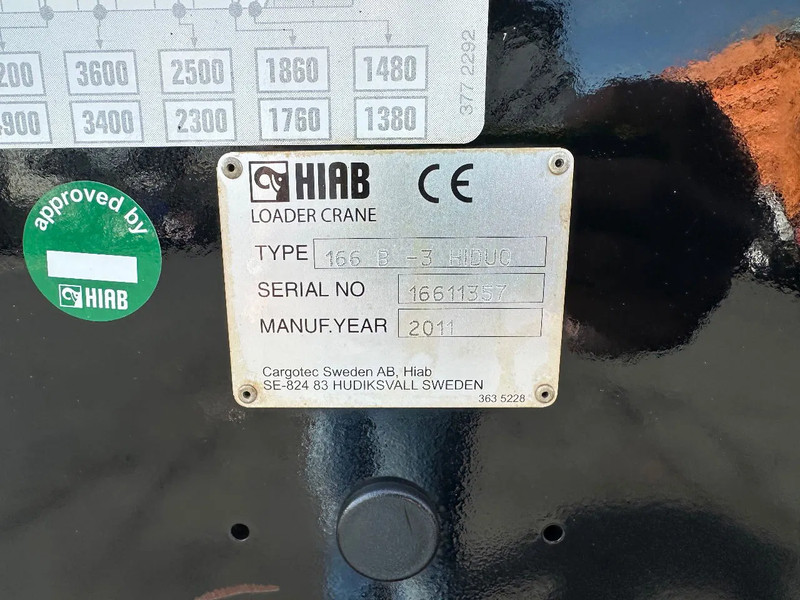 3600 2500 1860 1480
3400 2300 1760 1380
377 2292
approved by
HIAB
HIAB CE
LOADER CRANE
TYPE 166 B -3 HIDUO
SERIAL NO 16611357
MANUF.YEAR 2011
Cargotec Sweden AB, Hiab
SE-824 83 HUDIKSVALL SWEDEN
363 5228